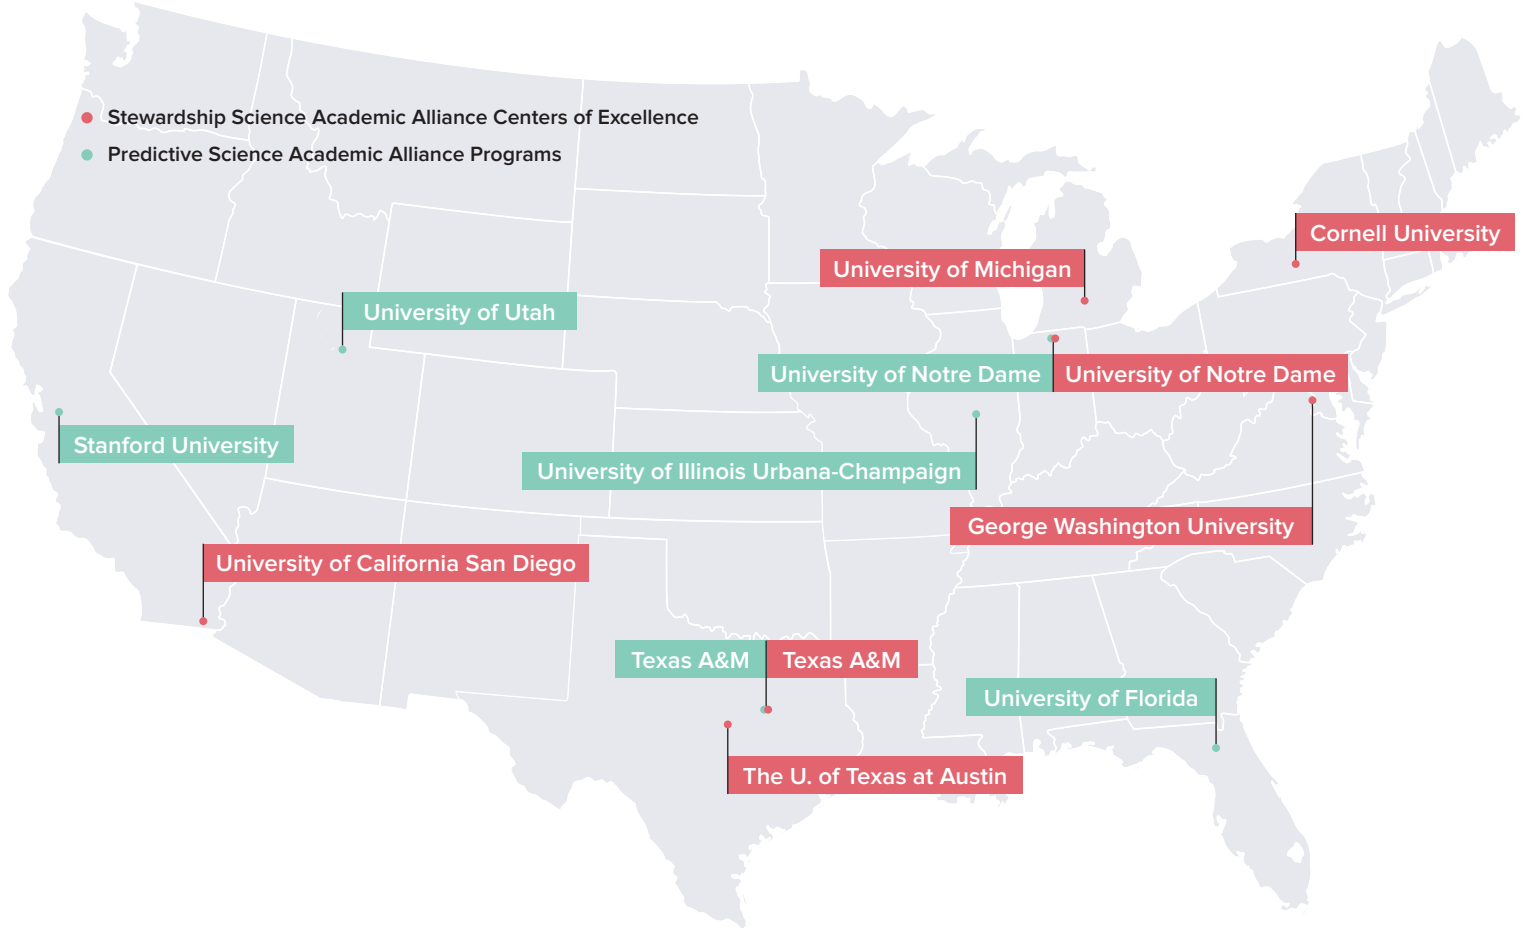 Stewardship Science Academic Alliance Centers of Excellence
Predictive Science Academic Alliance Programs
Cornell University
University of Michigan
University of Utah
University of Notre Dame
University of Notre Dame
Stanford University
University of Illinois Urbana-Champaign
George Washington University
University of California San Diego
Texas A&M
Texas A&M
University of Florida
The U. of Texas at Austin